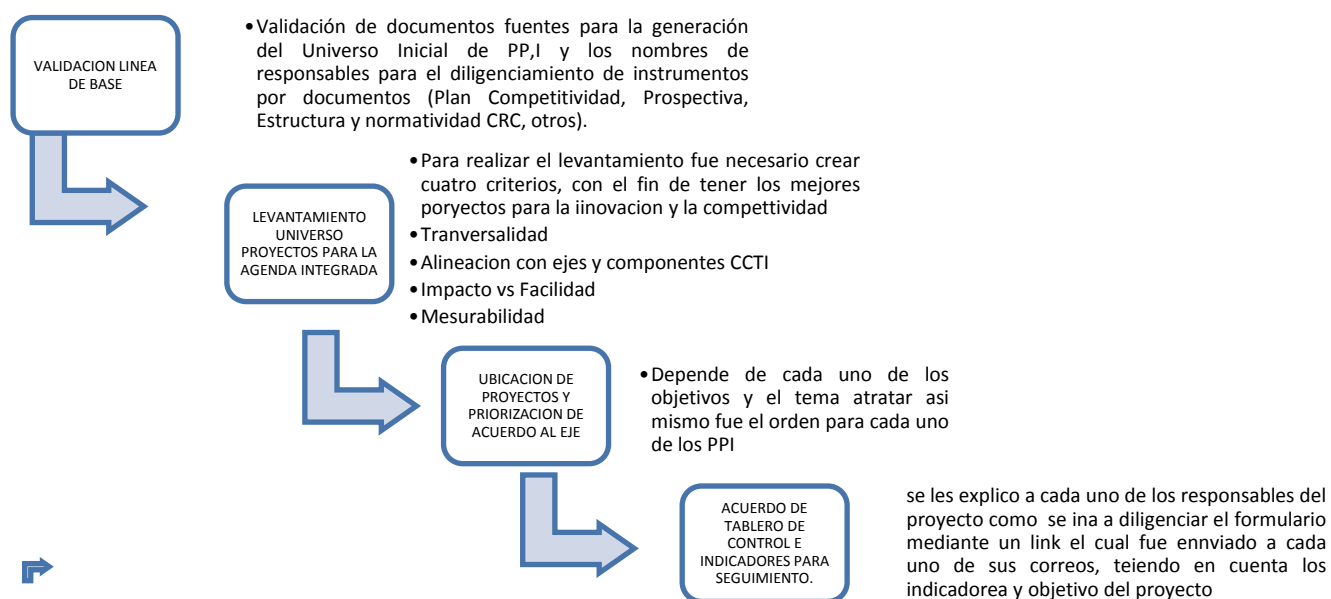 VALIDACION LINEA
DE BASE
•Validación de documentos fuentes para la generación
del Universo Inicial de PP,I y los nombres de
responsables para el diligenciamiento de instrumentos
por documentos (Plan Competitividad, Prospectiva,
Estructura y normatividad CRC, otros).
LEVANTAMIENTO
UNIVERSO
PROYECTOS PARA LA
AGENDA INTEGRADA
•Para realizar el levantamiento fue necesario crear
cuatro criterios, con el fin de tener los mejores
poryectos para la iinovacion y la compettividad
•Tranversalidad
•Alineacion con ejes y componentes CCTI
•Impacto vs Facilidad
•Mesurabilidad
UBICACION DE
PROYECTOS Y
PRIORIZACION DE
ACUERDO AL EJE
•Depende de cada uno de los
objetivos y el tema atratar asi
mismo fue el orden para cada uno
de los PPI
ACUERDO DE
TABLERO DE
CONTROL E
INDICADORES PARA
SEGUIMIENTO.
se les explico a cada uno de los responsables del
proyecto como se ina a diligenciar el formulario
mediante un link el cual fue ennviado a cada
uno de sus correos, teiendo en cuenta los
indicadorea y objetivo del proyecto